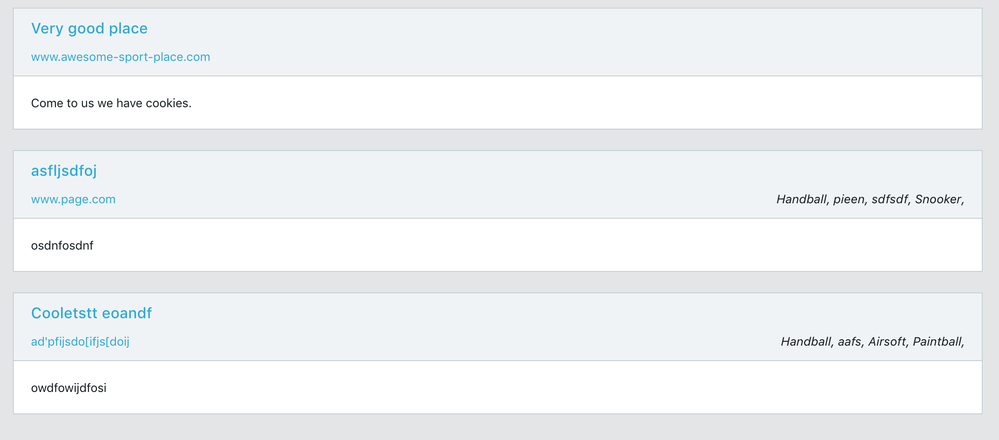 Very good place
www.awesome-sport-place.com
Come to us we have cookies.
asfljsdfoj
www.page.com
Handball, pieen, sdfsdf, Snooker,
osdnfosdnf
Cooletstt eoandf
ad'pfijsdo[ifjs[doij
Handball, aafs, Airsoft, Paintball,
owdfowijdfosi